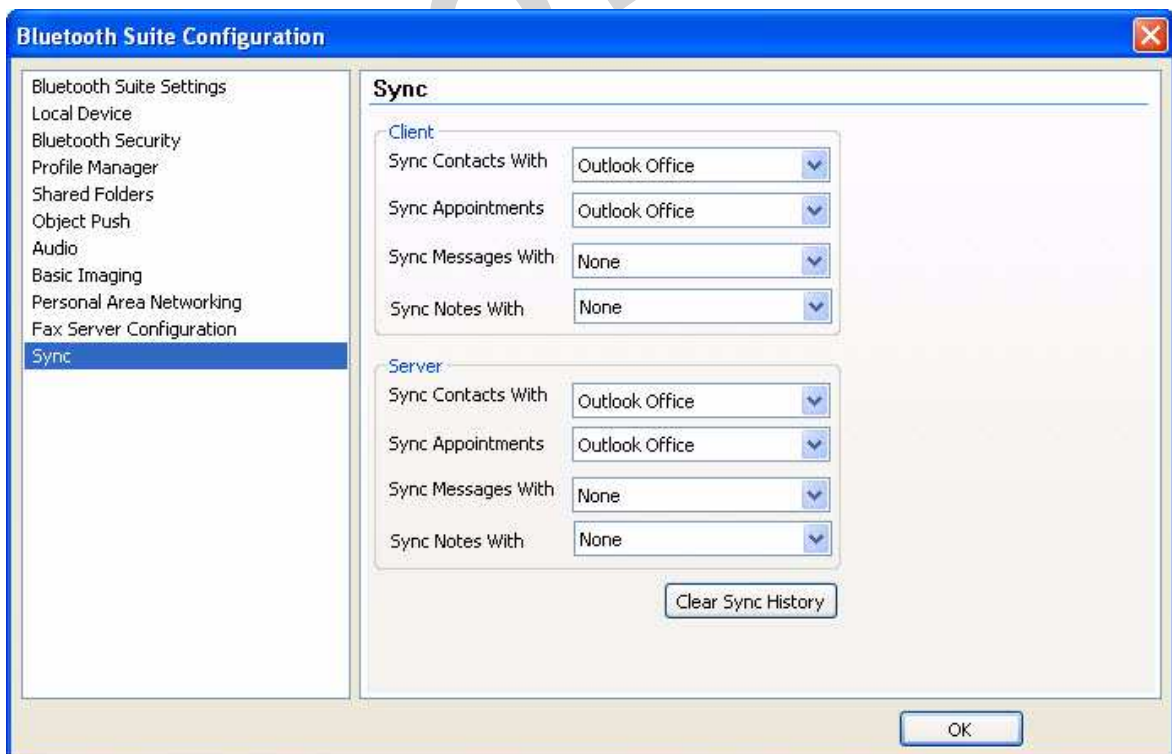 Bluetooth Suite Configuration
Bluetooth Suite Settings
Local Device
Bluetooth Security
Profile Manager
Shared Folders
Object Push
Audio
Basic Imaging
Personal Area Networking
Fax Server Configuration
Sync
Sync
Client
Sync Contacts With Outlook Office
Sync Appointments Outlook Office
Sync Messages With None
Sync Notes With None
Server
Sync Contacts With Outlook Office
Sync Appointments Outlook Office
Sync Messages With None
Sync Notes With None
Clear Sync History
OK